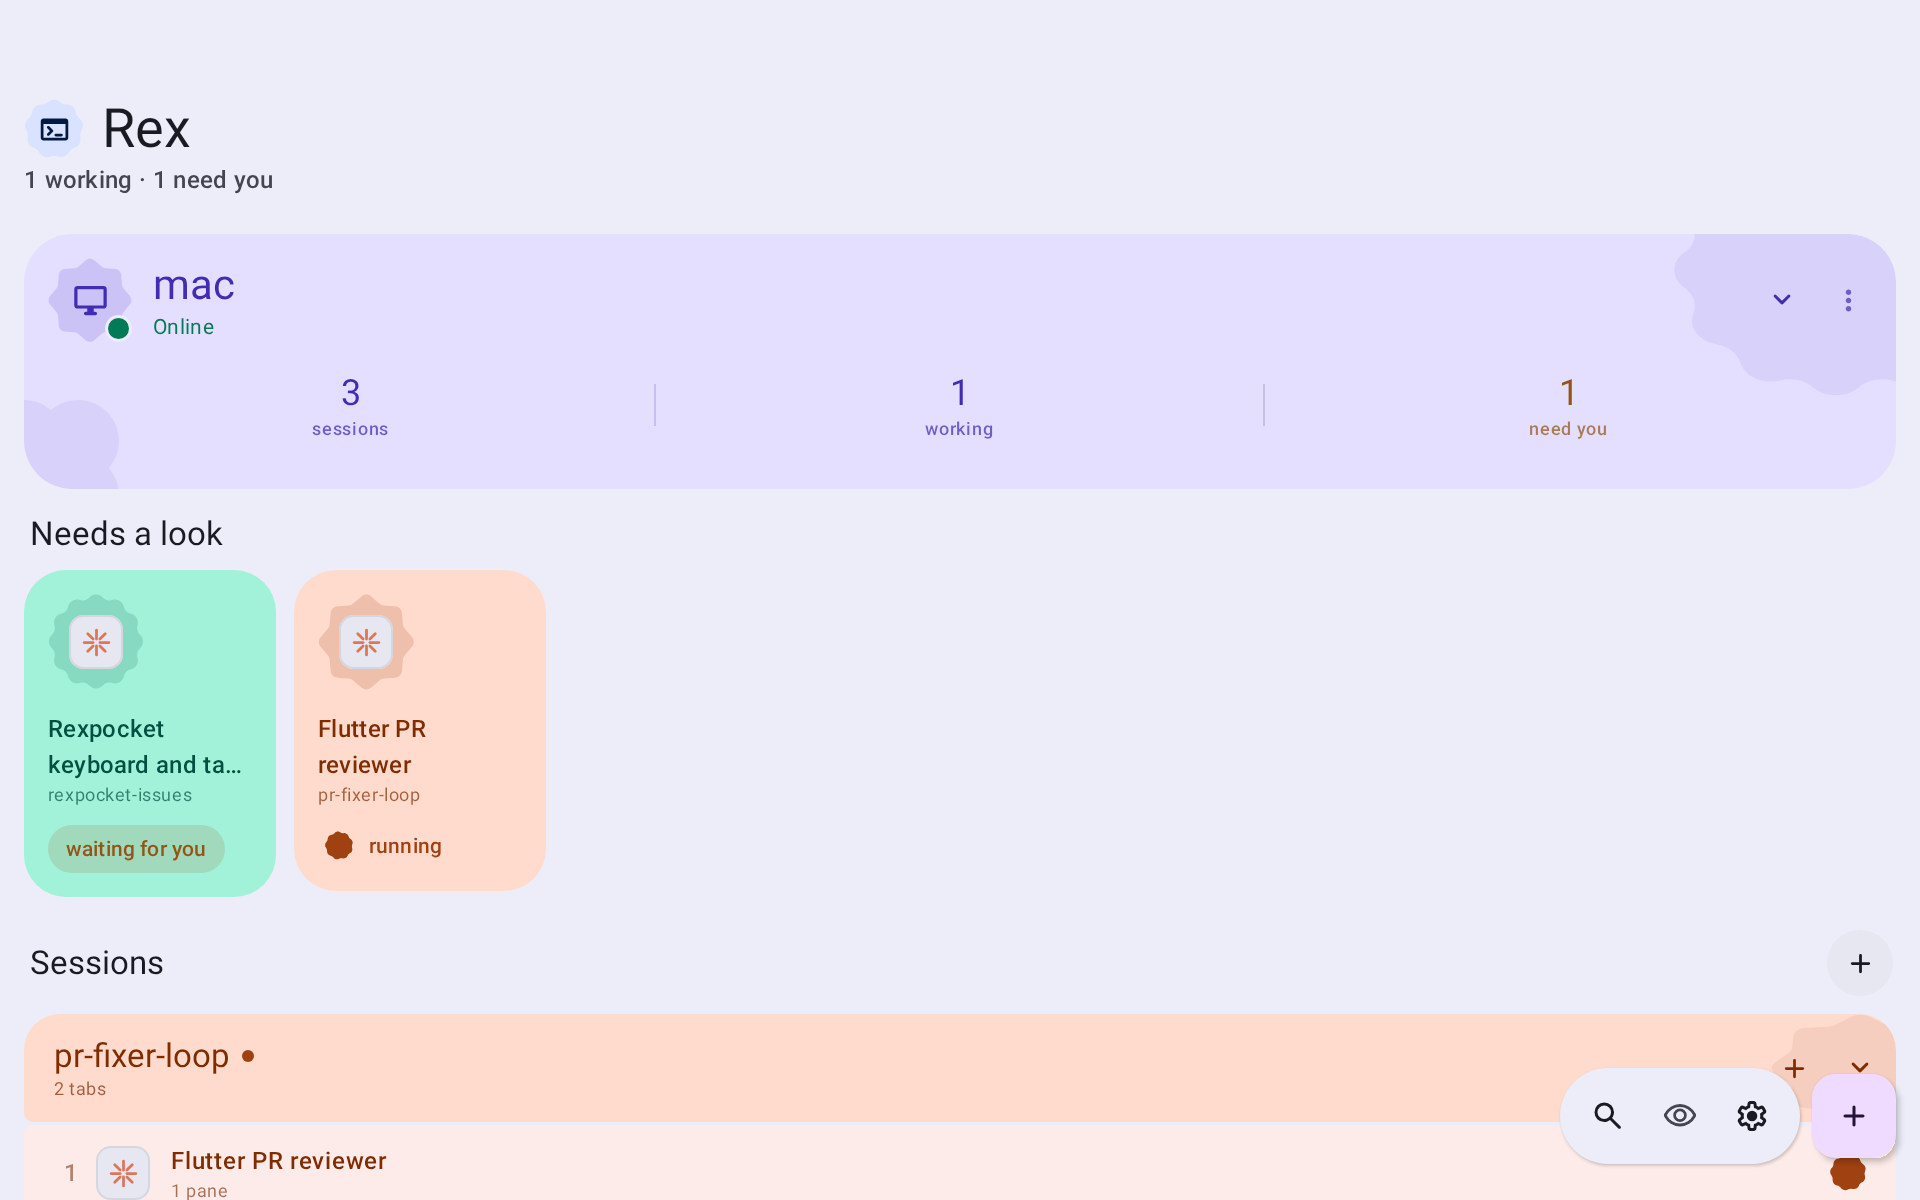 Rex
1 working · 1 need you
mac
Online
3
sessions
1
working
1
need you
Needs a look
Rexpocket
keyboard and ta…
rexpocket-issues
waiting for you
Flutter PR
reviewer
pr-fixer-loop
running
Sessions
pr-fixer-loop
2 tabs
1
Flutter PR reviewer
1 pane